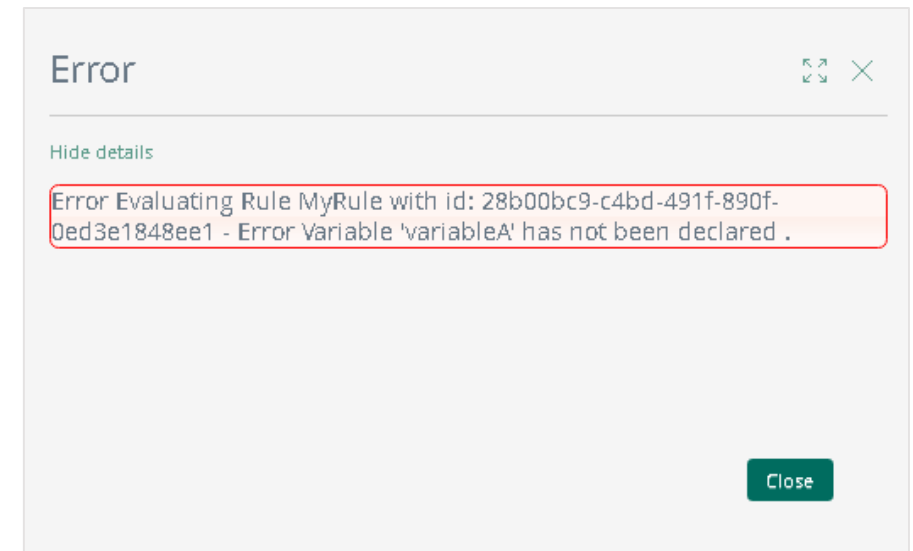 Error
Hide details
Error Evaluating Rule MyRule with id: 28b00bc9-c4bd-491f-890f-
0ed3e1848ee1 - Error Variable 'variableA' has not been declared .
Close